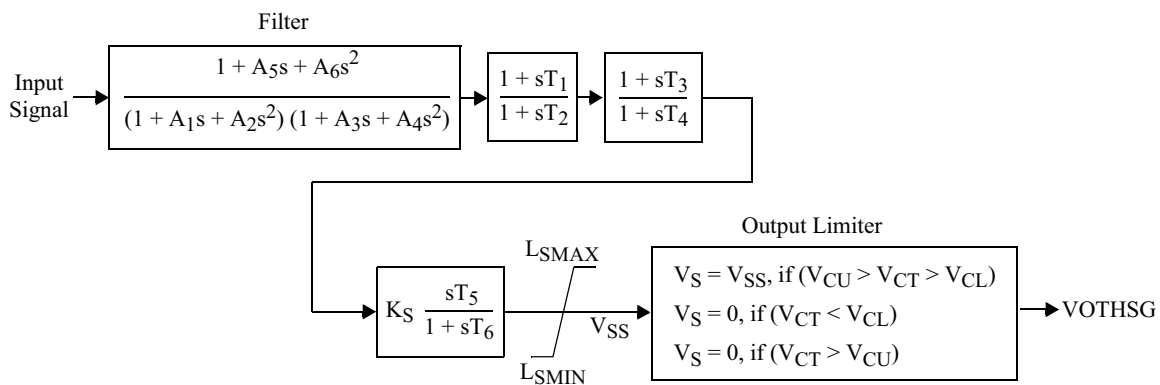 Filter
Input
Signal
1 + A5s + A6s²
(1 + A1s + A2s²) (1 + A3s + A4s²)
1 + sT1
1 + sT2
1 + sT3
1 + sT4
Output Limiter
LSMAX
KS sT5
1 + sT6
VSS
LSMIN
VS = VSS, if (VCU > VCT > VCL)
VS = 0, if (VCT < VCL)
VS = 0, if (VCT > VCU)
VOTHSG